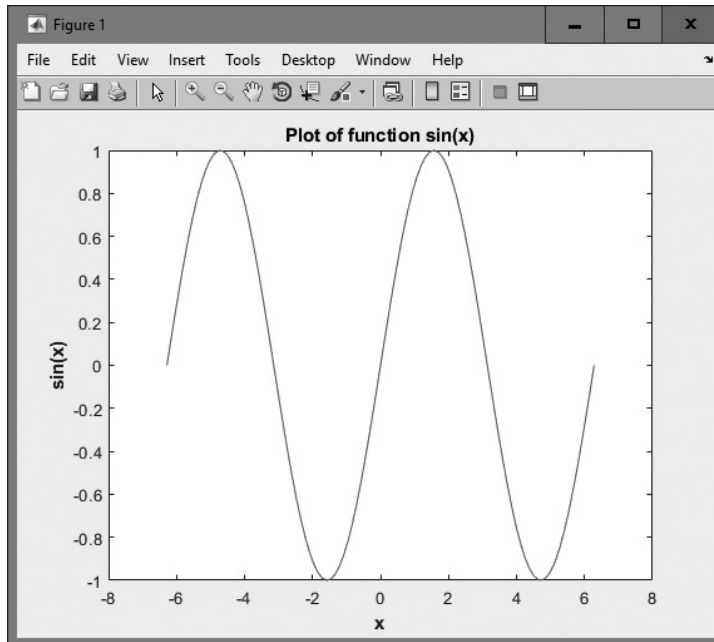 Figure 1
File Edit View Insert Tools Desktop Window Help
Plot of function sin(x)
1
0.8
0.6
0.4
0.2
0
-0.2
-0.4
-0.6
-0.8
-1
sin(x)
-8 -6 -4 -2 0 2 4 6 8
x